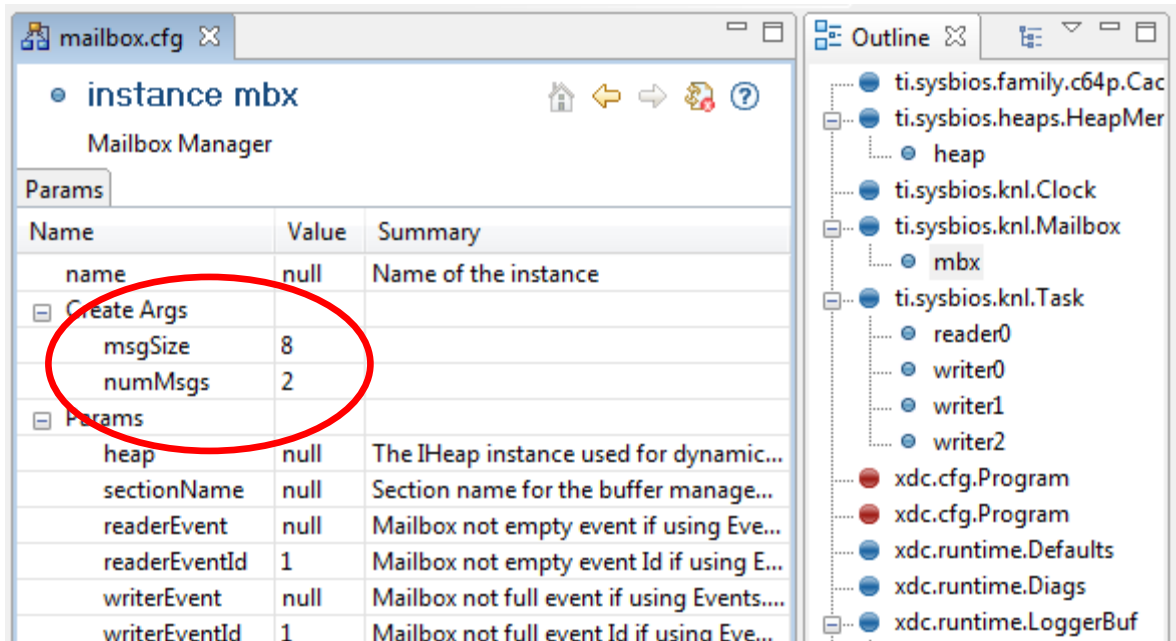 mailbox.cfg
instance mbx
Mailbox Manager
Params
Name Value Summary
name null Name of the instance
Create Args
msgSize 8
numMsgs 2
Params
heap null The IHeap instance used for dynamic...
sectionName null Section name for the buffer manage...
readerEvent null Mailbox not empty event if using Eve...
readerEventId 1 Mailbox not empty event Id if using E...
writerEvent null Mailbox not full event if using Events....
writerEventId 1 Mailbox not full event Id if using Eve...
Outline
ti.sysbios.family.c64p.Cac
ti.sysbios.heaps.HeapMer
heap
ti.sysbios.knl.Clock
ti.sysbios.knl.Mailbox
mbx
ti.sysbios.knl.Task
reader0
writer0
writer1
writer2
xdc.cfg.Program
xdc.cfg.Program
xdc.runtime.Defaults
xdc.runtime.Diags
xdc.runtime.LoggerBuf